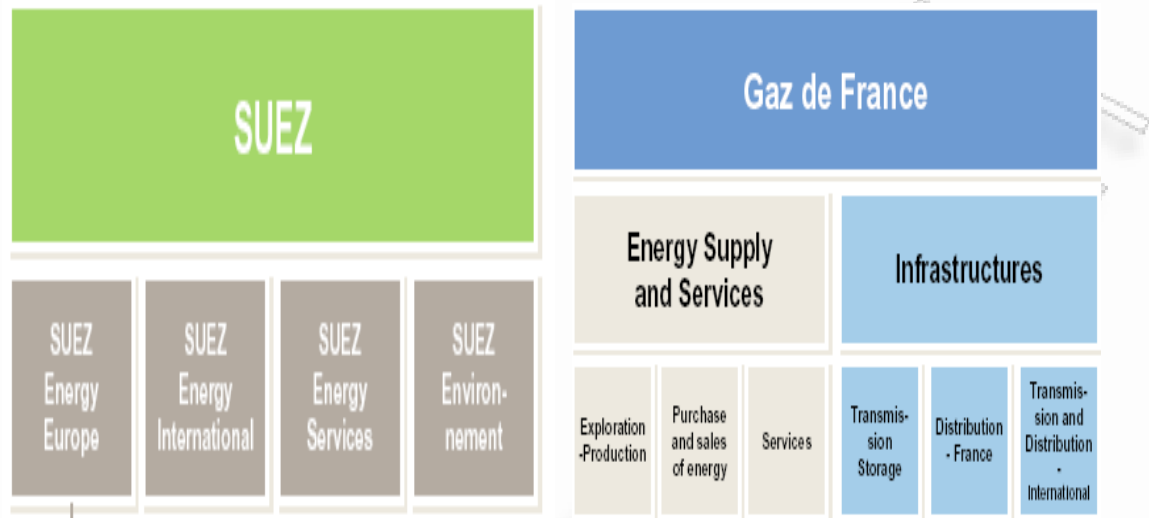 SUEZ
SUEZ
Energy
Europe
SUEZ
Energy
International
SUEZ
Energy
Services
SUEZ
Environ-
nement
Gaz de France
Energy Supply
and Services
Infrastructures
Exploration
-Production
Purchase
and sales
of energy
Services
Transmis-
sion
Storage
Distribution
- France
Transmis-
sion and
Distribution
-
International